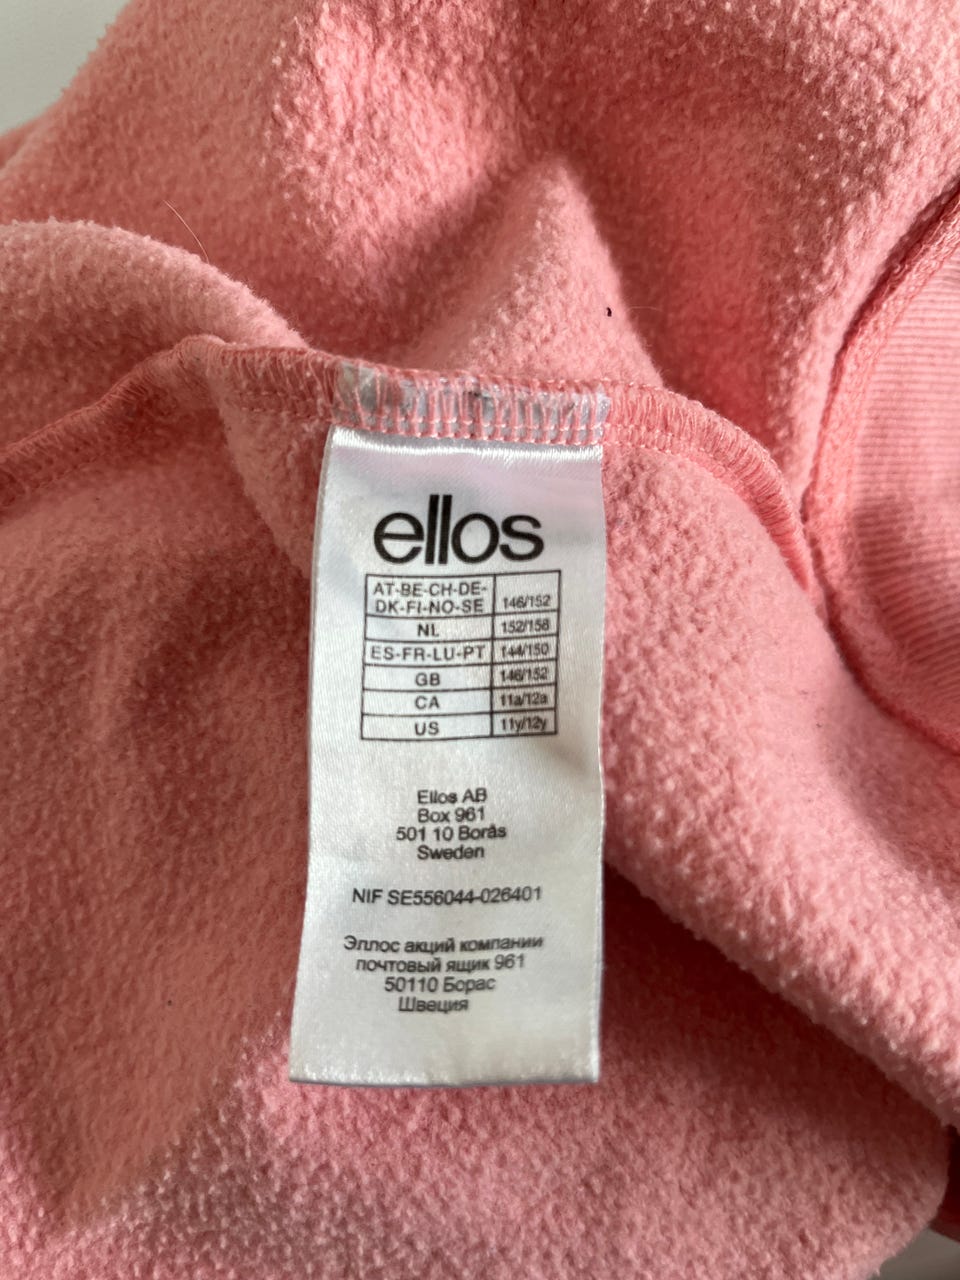 ellos
AT-BE-CH-DE-
DK-FI-NO-SE 146/152
NL 152/158
ES-FR-LU-PT 144/150
GB 146/152
CA 11a/12a
US 11y/12y
Ellos AB
Box 961
501 10 Borås
Sweden
NIF SE556044-026401
Эллос акций компании
почтовый ящик 961
50110 Борас
Швеция